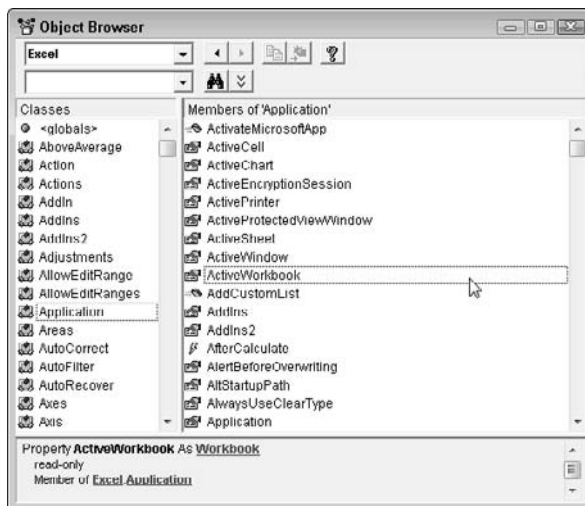 Object Browser
Excel
Classes
Members of 'Application'
<globals>
AboveAverage
Action
Actions
AddIn
AddIns
AddIns2
Adjustments
AllowEditRange
AllowEditRanges
Application
Areas
AutoCorrect
AutoFilter
AutoRecover
Axes
Axis
ActivateMicrosoftApp
ActiveCell
ActiveChart
ActiveEncryptionSession
ActivePrinter
ActiveProtectedViewWindow
ActiveSheet
ActiveWindow
ActiveWorkbook
AddCustomList
AddIns
AddIns2
AfterCalculate
AlertBeforeOverwriting
AltStartupPath
AlwaysUseClearType
Application
Property ActiveWorkbook As Workbook
read-only
Member of Excel.Application